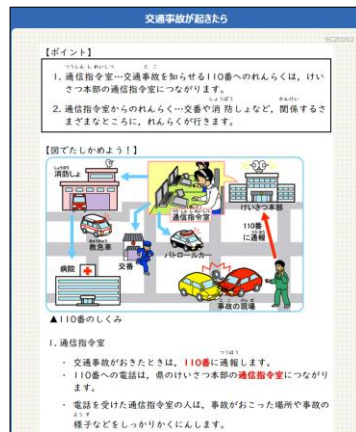 交通事故が起きたら
ECZ0202
【ポイント】
1. 通信指令室…交通事故を知らせる110番へのれんらくは，けい
さつ本部の通信指令室につながります。
2. 通信指令室からのれんらく…交番や消防しょなど，関係するさ
まざまなところに，れんらくが行きます。
【図でたしかめよう！】
消防しょ
通信指令室
けいさつ本部
救急車
110番
に通報
病院
交番
パトロールカー
事故の現場
▲110番のしくみ
1. 通信指令室
・ 交通事故がおきたときは，110番に通報します。
・ 110番への電話は，県のけいさつ本部の通信指令室につながり
ます。
・ 電話を受けた通信指令室の人は，事故がおこった場所や事故の
様子などをしっかりかくにんします。